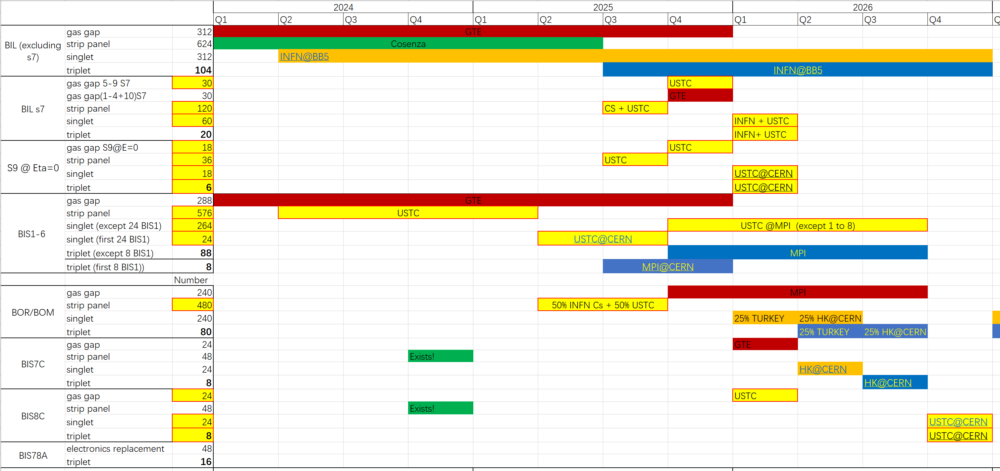 2024 2025 2026
Q1 Q2 Q3 Q4 Q1 Q2 Q3 Q4 Q1 Q2 Q3 Q4
BIL (excluding
s7)
gas gap 312 GTE
strip panel 624 Cosenza
singlet 312 INFN@BB5
triplet 104 INFN@BB5
BIL s7
gas gap 5-9 S7 30 USTC
gas gap(1-4+10)S7 30 GTE
strip panel 120 CS + USTC
singlet 60 INFN + USTC
triplet 20 INFN+ USTC
S9 @ Eta=0
gas gap S9@E=0 18 USTC
strip panel 36 USTC
singlet 18 USTC@CERN
triplet 6 USTC@CERN
BIS1-6
gas gap 288 GTE
strip panel 576 USTC
singlet (except 24 BIS1) 264 USTC @MPI (except 1 to 8)
singlet (first 24 BIS1) 24 USTC@CERN
triplet (except 8 BIS1) 88 MPI
triplet (first 8 BIS1)) 8 MPI@CERN
Number
BOR/BOM
gas gap 240 MPI
strip panel 480 50% INFN Cs + 50% USTC
singlet 240 25% TURKEY 25% HK@CERN
triplet 80 25% TURKEY 25% HK@CERN
BIS7C
gas gap 24 GTE
strip panel 48 Exists!
singlet 24 HK@CERN
triplet 8 HK@CERN
BIS8C
gas gap 24 USTC
strip panel 48 Exists!
singlet 24 USTC@CERN
triplet 8 USTC@CERN
BIS78A
electronics replacement 48
triplet 16